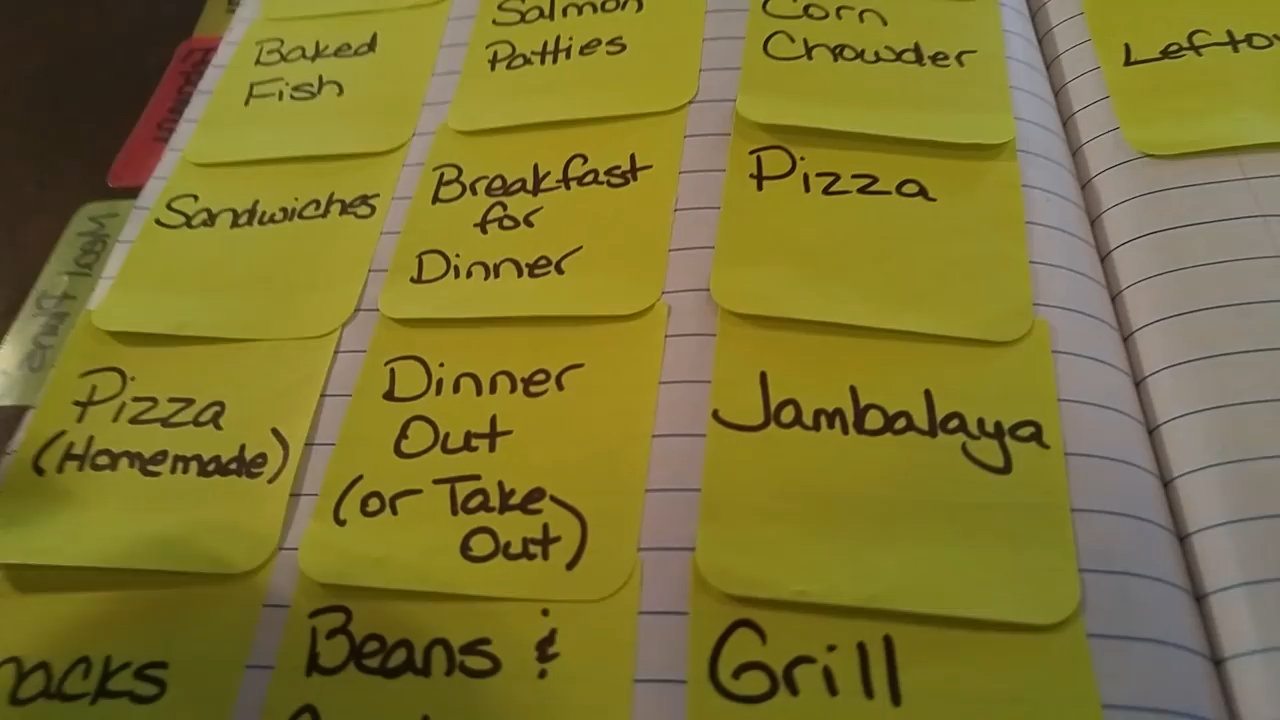 Baked
Fish
Salmon
Patties
Corn
Chowder
Sandwiches
Breakfast
for
Dinner
Pizza
Pizza
(Homemade)
Dinner
Out
(or Take
Out)
Jambalaya
Beans &
Grill